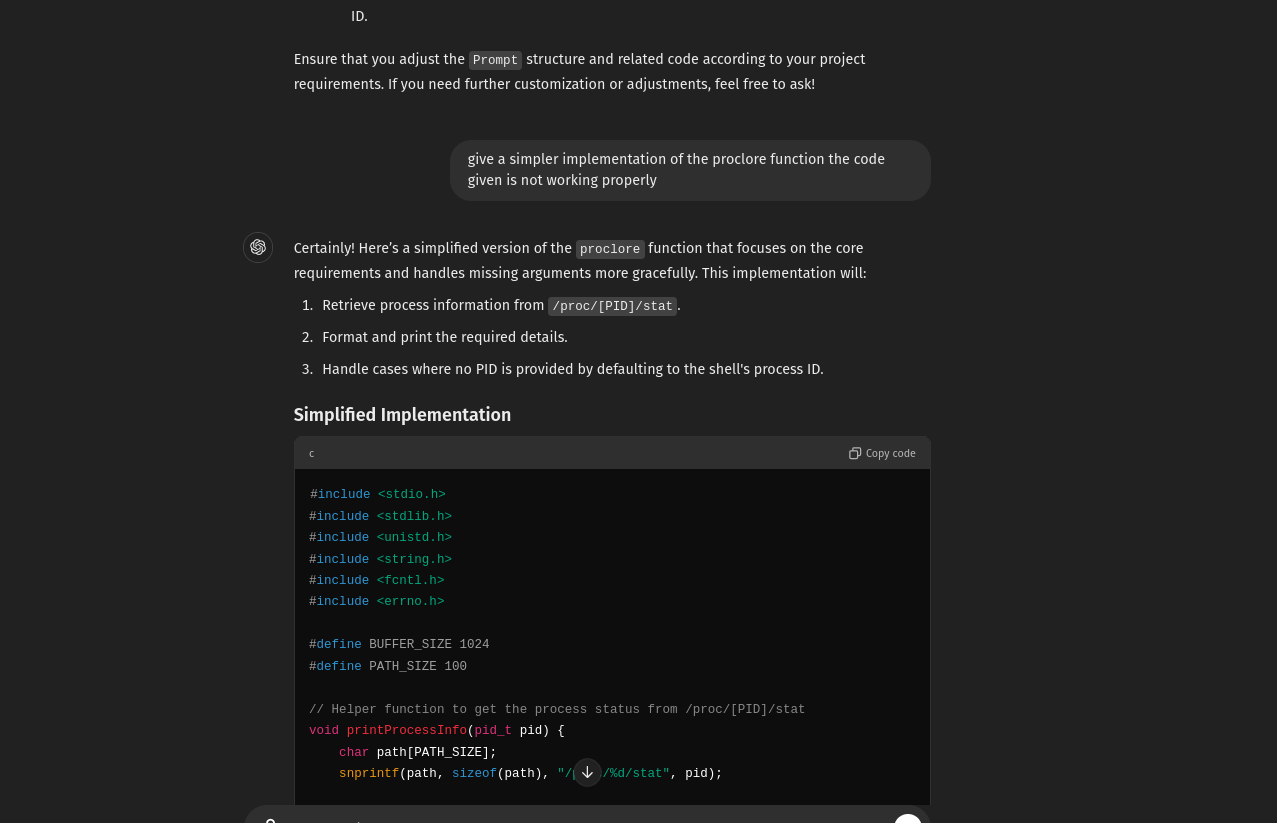 ID.
Ensure that you adjust the Prompt structure and related code according to your project
requirements. If you need further customization or adjustments, feel free to ask!
give a simpler implementation of the proclore function the code
given is not working properly
Certainly! Here’s a simplified version of the proclore function that focuses on the core
requirements and handles missing arguments more gracefully. This implementation will:
1. Retrieve process information from /proc/[PID]/stat.
2. Format and print the required details.
3. Handle cases where no PID is provided by defaulting to the shell's process ID.
Simplified Implementation
c Copy code
#include <stdio.h>
#include <stdlib.h>
#include <unistd.h>
#include <string.h>
#include <fcntl.h>
#include <errno.h>
#define BUFFER_SIZE 1024
#define PATH_SIZE 100
// Helper function to get the process status from /proc/[PID]/stat
void printProcessInfo(pid_t pid) {
char path[PATH_SIZE];
snprintf(path, sizeof(path), "/proc/%d/stat", pid);